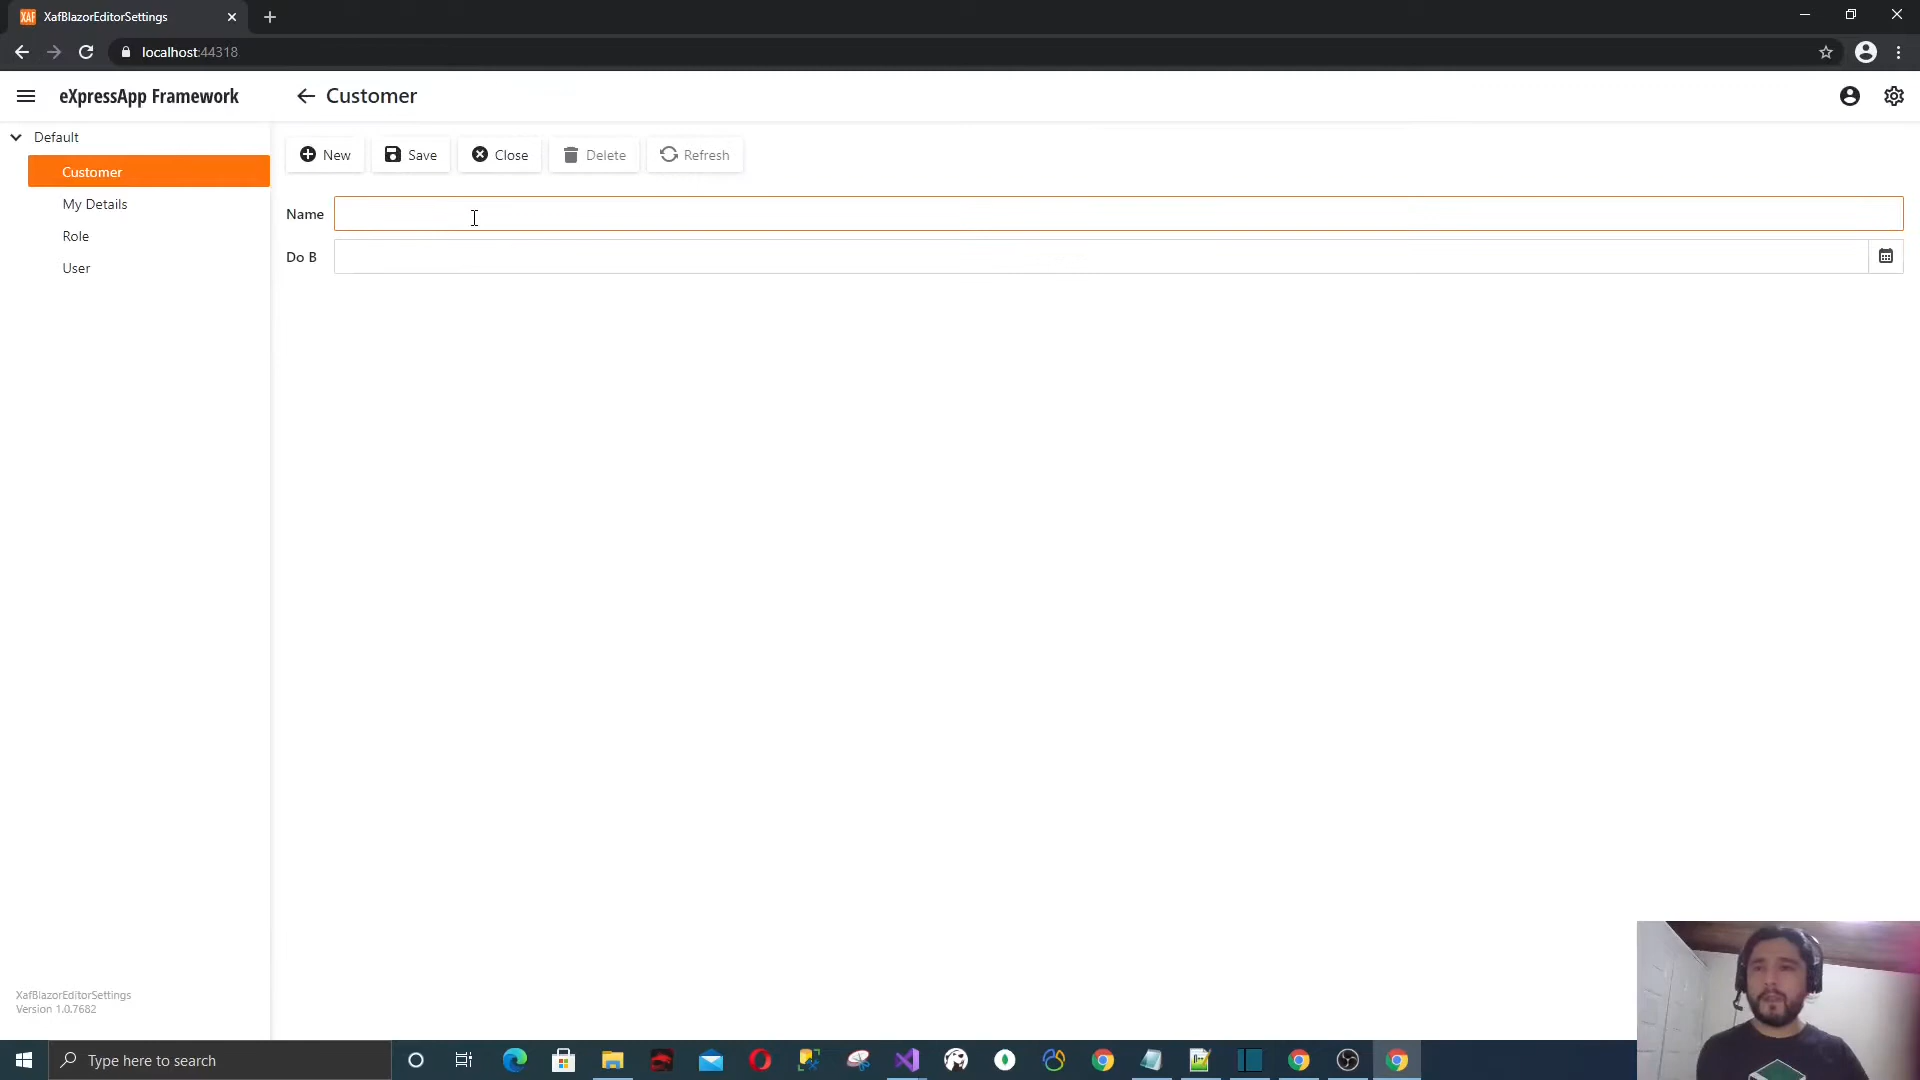 XAF XafBlazorEditorSettings
localhost:44318
eXpressApp Framework
Customer
Default
Customer
My Details
Role
User
New
Save
Close
Delete
Refresh
Name
Do B
XafBlazorEditorSettings
Version 1.0.7682
Type here to search